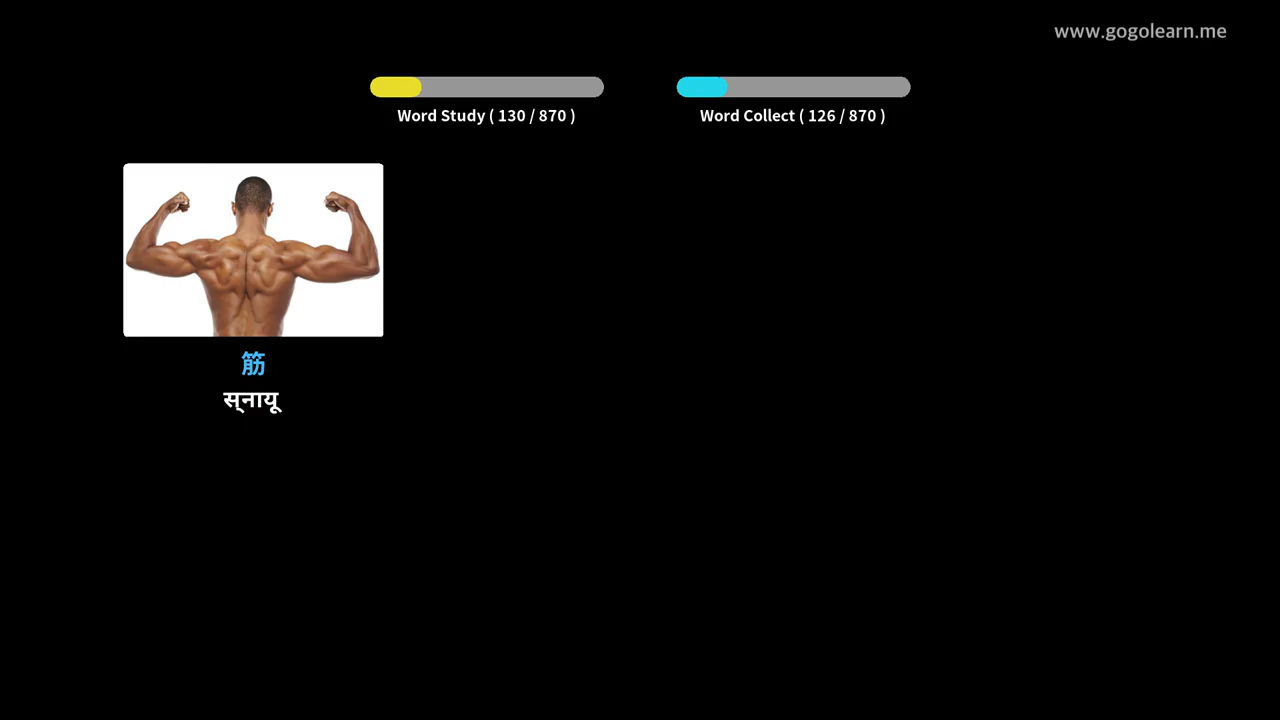 www.gogolearn.me
Word Study ( 130 / 870 )
Word Collect ( 126 / 870 )
筋
स्‌नायू